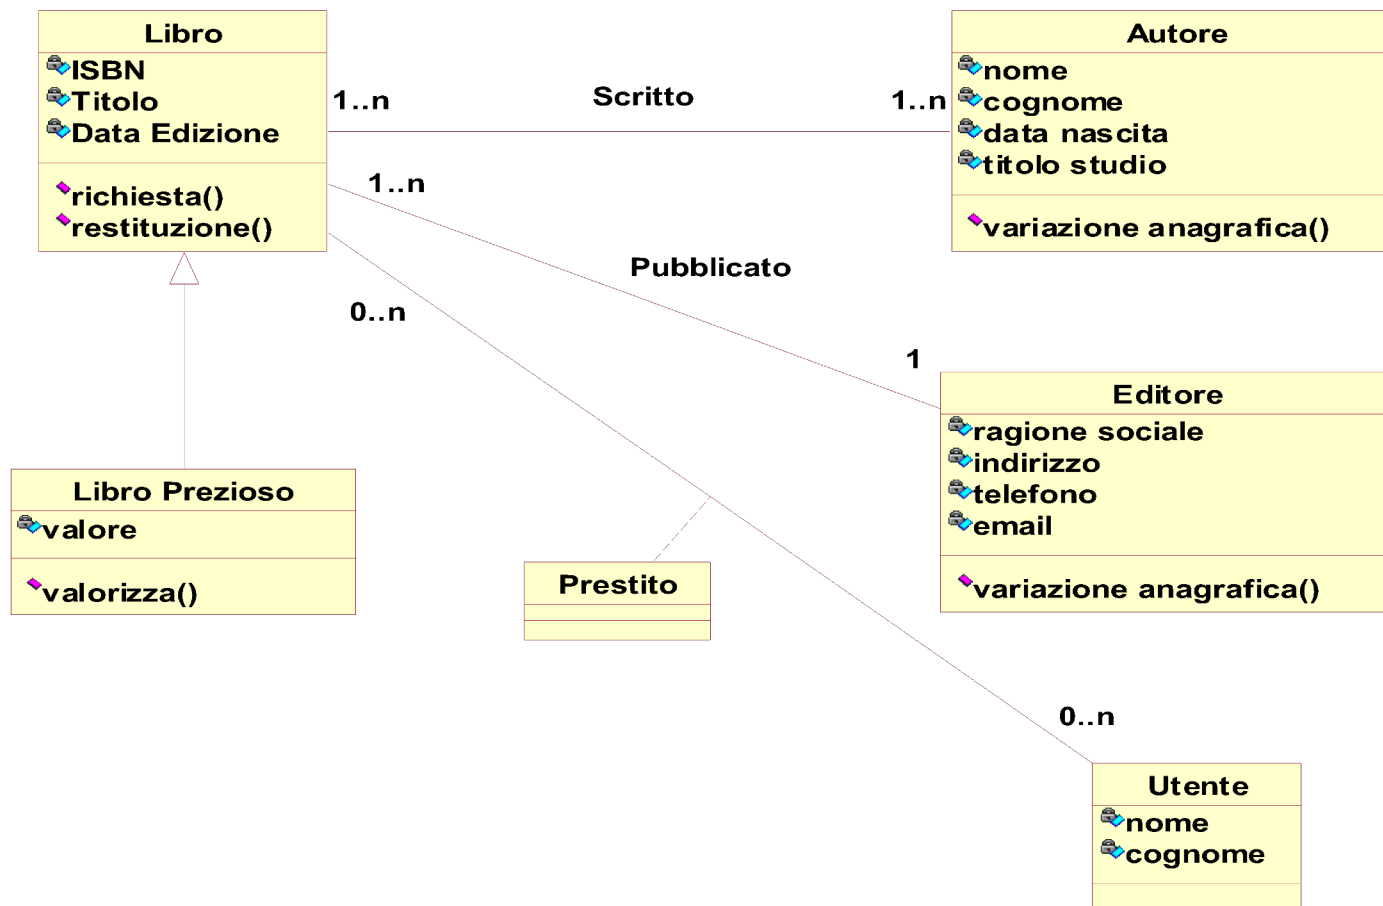 Libro
ISBN
Titolo
Data Edizione
richiesta()
restituzione()
1..n
Scritto
1..n
Autore
nome
cognome
data nascita
titolo studio
variazione anagrafica()
1..n
Pubblicato
1
0..n
Editore
ragione sociale
indirizzo
telefono
email
variazione anagrafica()
Libro Prezioso
valore
valorizza()
Prestito
0..n
Utente
nome
cognome